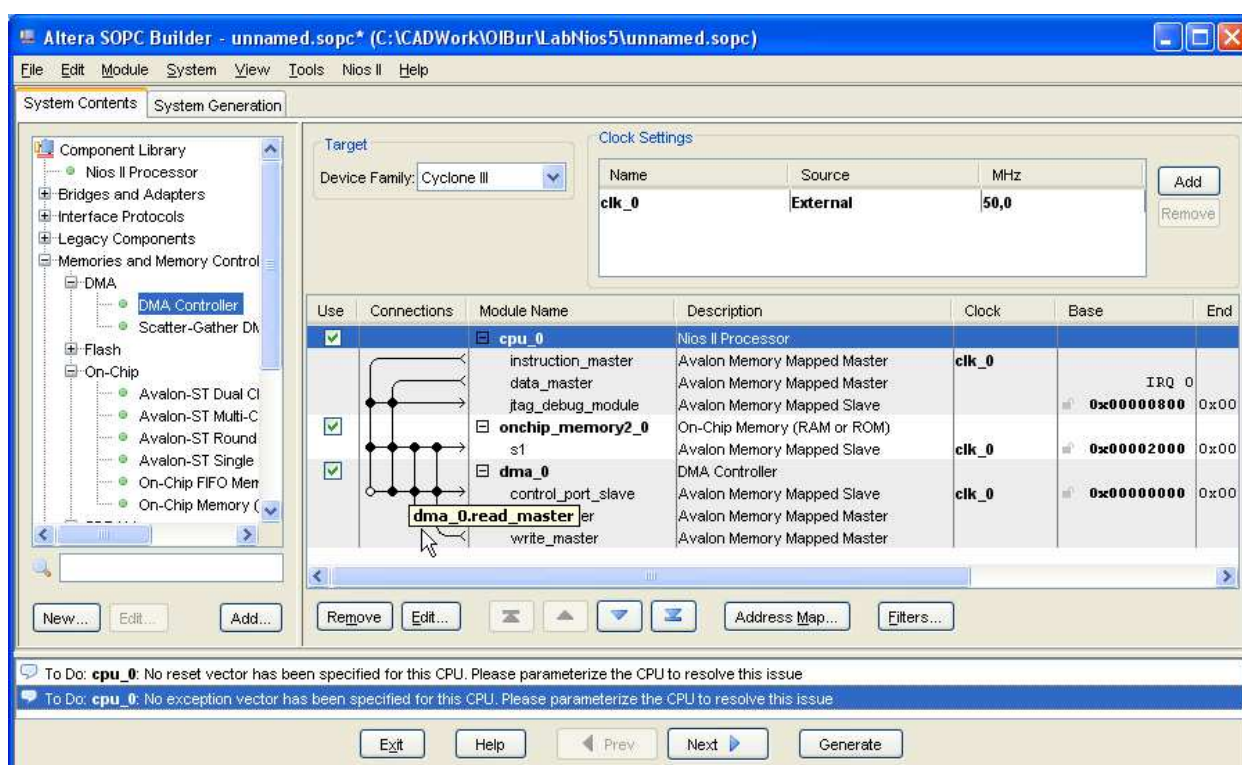 Altera SOPC Builder - unnamed.sopc* (C:\CADWork\OlBur\LabNios5\unnamed.sopc)
File Edit Module System View Tools Nios II Help
System Contents System Generation
Component Library
Nios II Processor
Bridges and Adapters
Interface Protocols
Legacy Components
Memories and Memory Control
DMA
DMA Controller
Scatter-Gather DM
Flash
On-Chip
Avalon-ST Dual Cl
Avalon-ST Multi-C
Avalon-ST Round
Avalon-ST Single
On-Chip FIFO Mem
On-Chip Memory (
New... Edit... Add...
Target
Device Family: Cyclone III
Clock Settings
Name Source MHz
clk_0 External 50,0
Add
Remove
Use Connections Module Name Description Clock Base End
cpu_0 Nios II Processor
instruction_master Avalon Memory Mapped Master clk_0
data_master Avalon Memory Mapped Master IRQ 0
jtag_debug_module Avalon Memory Mapped Slave 0x00000800 0x00
onchip_memory2_0 On-Chip Memory (RAM or ROM)
s1 Avalon Memory Mapped Slave clk_0 0x00002000 0x00
dma_0 DMA Controller
control_port_slave Avalon Memory Mapped Slave clk_0 0x00000000 0x00
dma_0.read_master er Avalon Memory Mapped Master
write_master Avalon Memory Mapped Master
Remove Edit... Address Map... Filters...
To Do: cpu_0: No reset vector has been specified for this CPU. Please parameterize the CPU to resolve this issue
To Do: cpu_0: No exception vector has been specified for this CPU. Please parameterize the CPU to resolve this issue
Exit Help Prev Next Generate